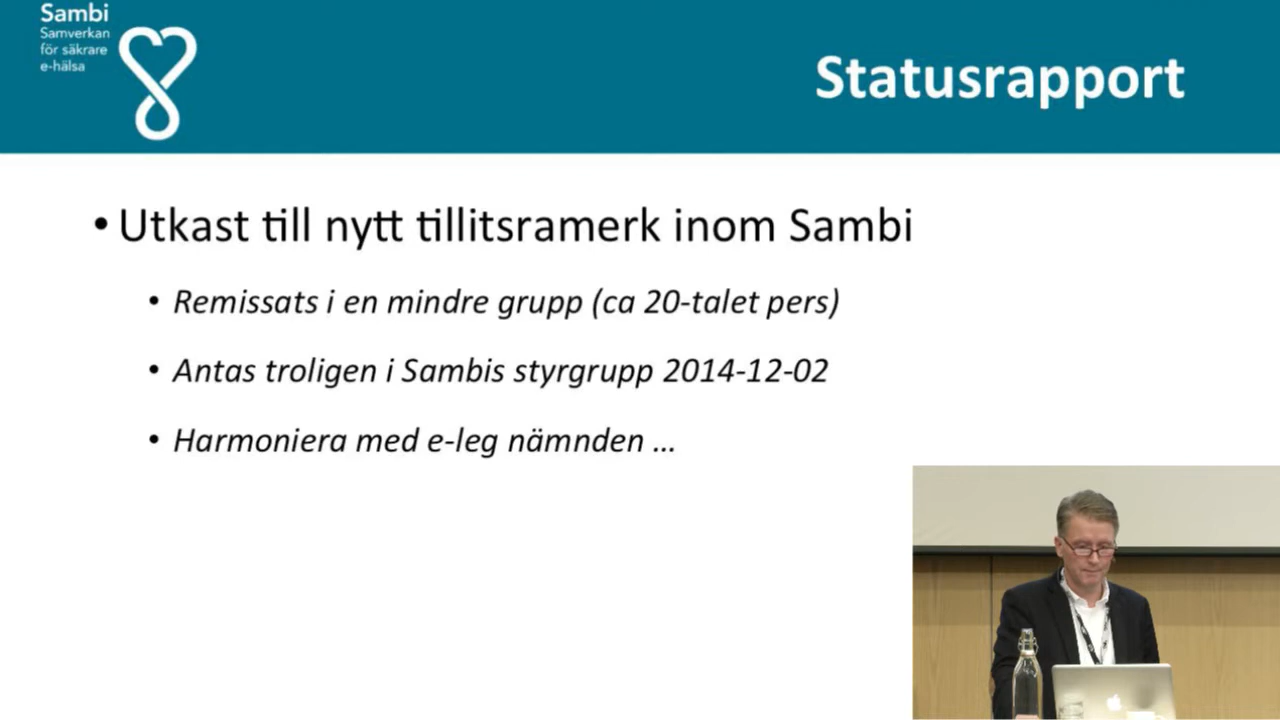 Sambi
Samverkan
för säkrare
e-hälsa
Statusrapport
• Utkast till nytt tillitsramerk inom Sambi
• Remissats i en mindre grupp (ca 20-talet pers)
• Antas troligen i Sambis styrgrupp 2014-12-02
• Harmoniera med e-leg nämnden ...